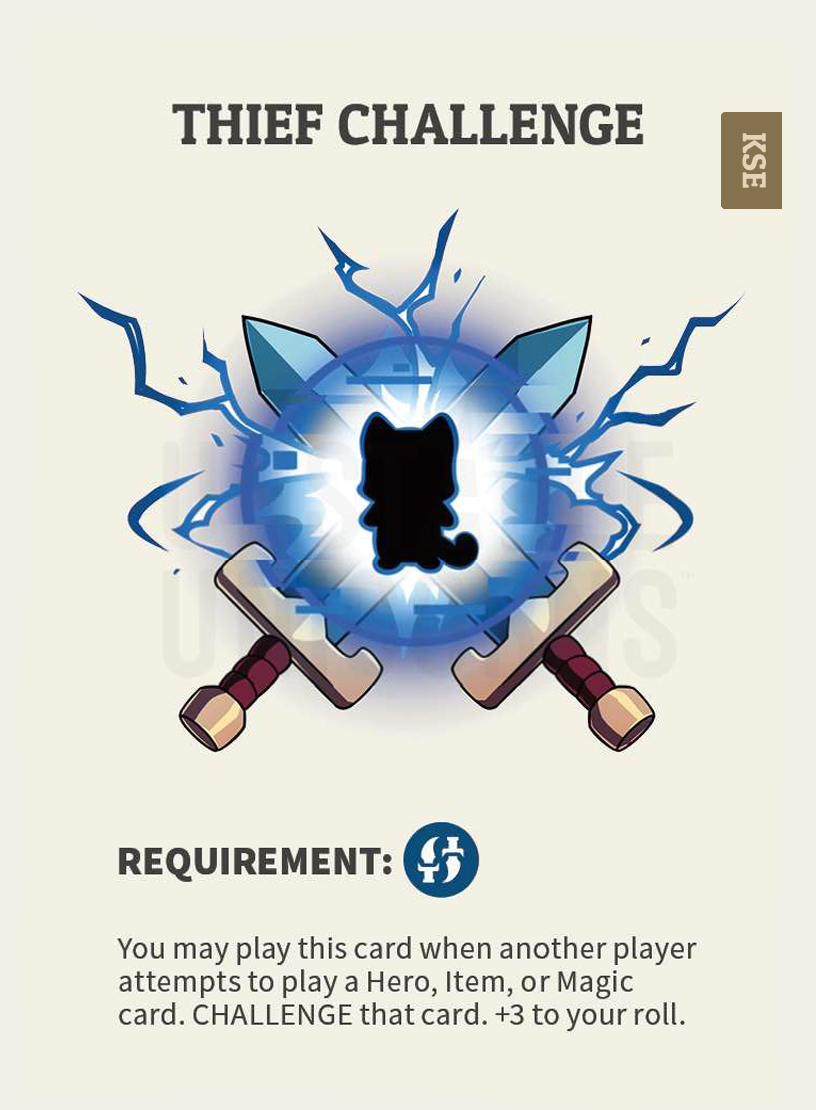 THIEF CHALLENGE
KSE
REQUIREMENT:
You may play this card when another player
attempts to play a Hero, Item, or Magic
card. CHALLENGE that card. +3 to your roll.